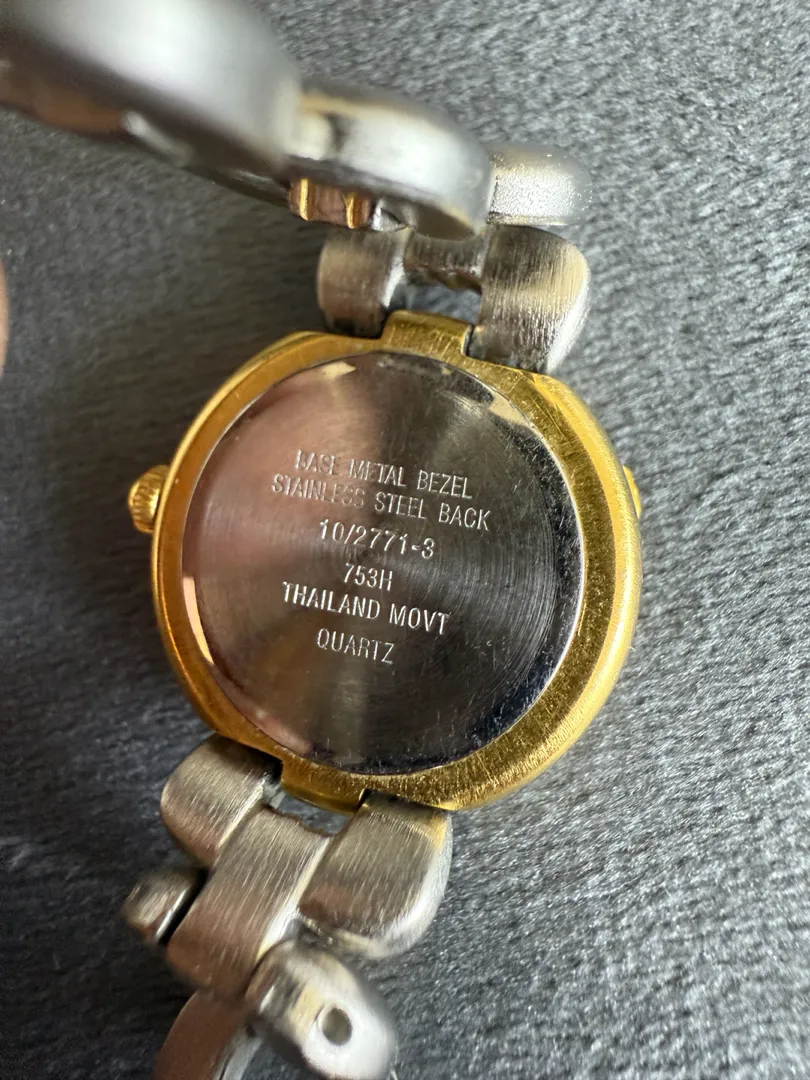 BASE METAL BEZEL
STAINLESS STEEL BACK
10/2771-3
753H
THAILAND MOVT
QUARTZ